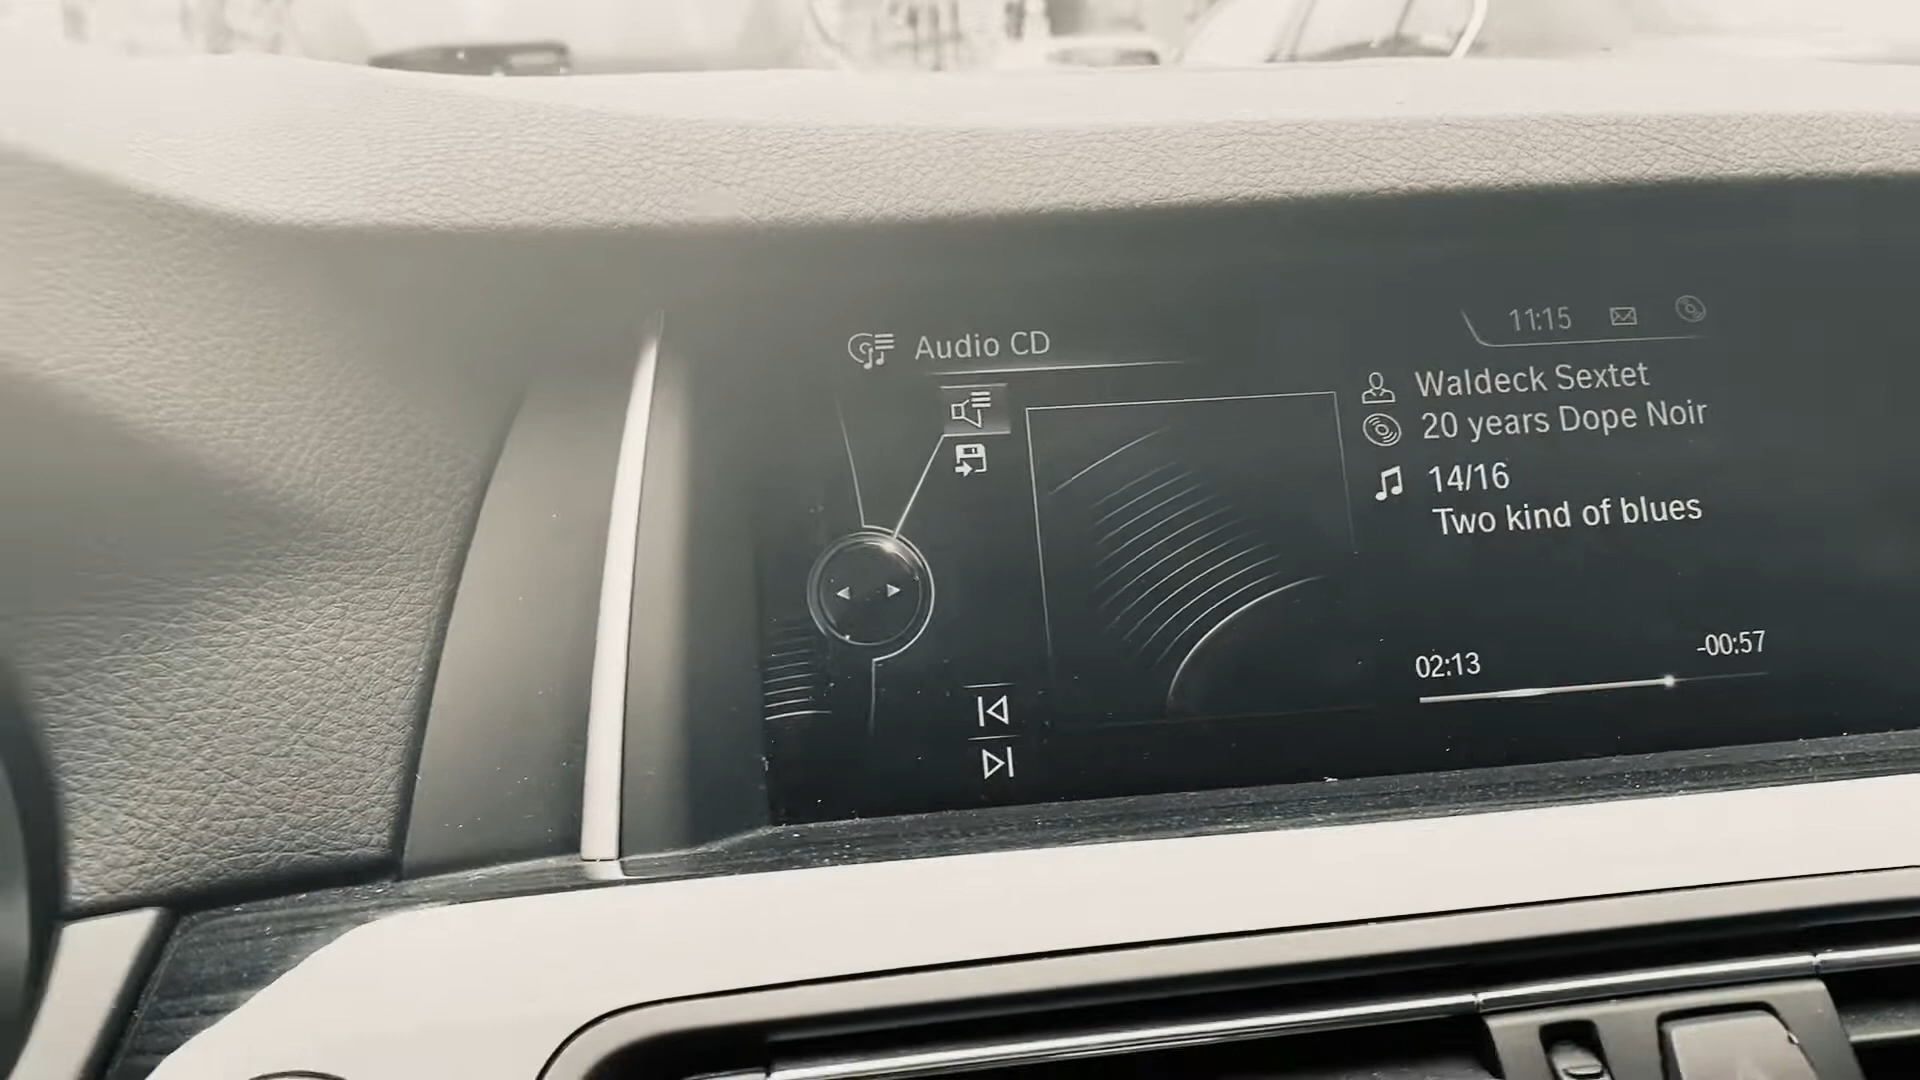 11:15
Audio CD
Waldeck Sextet
20 years Dope Noir
14/16
Two kind of blues
02:13
-00:57